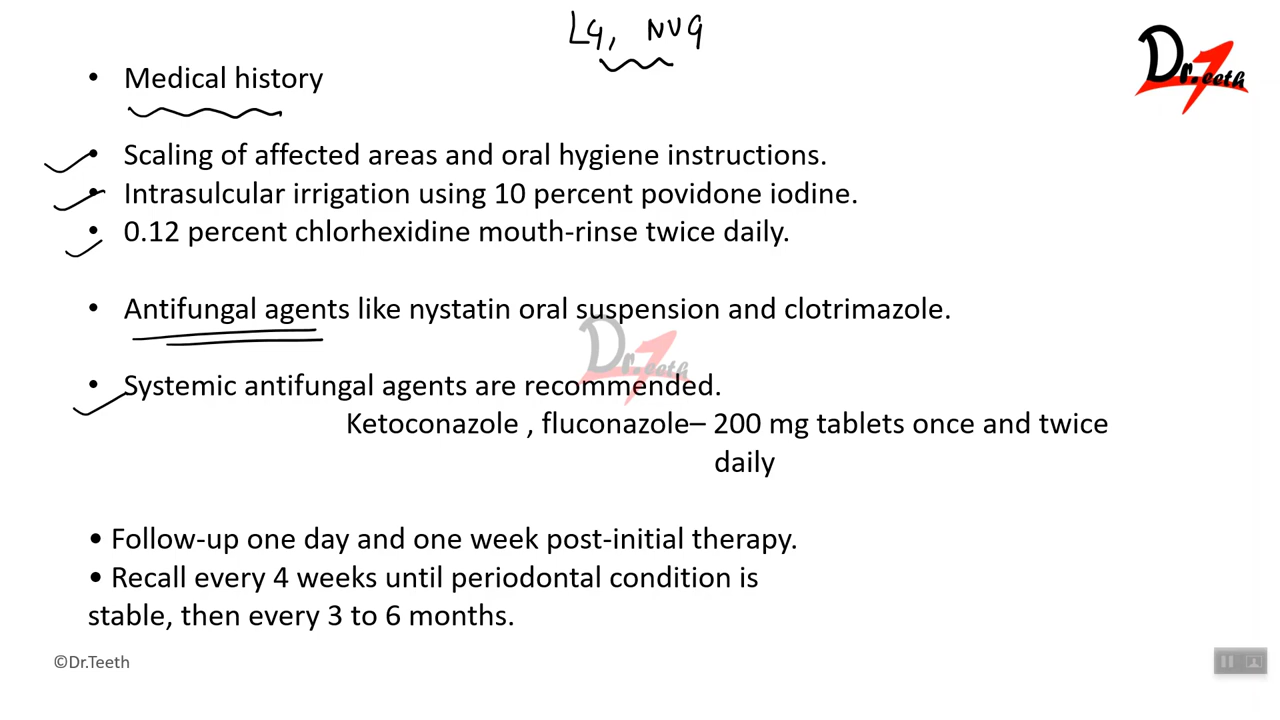 LG, NUG
Dr.Teeth
• Medical history
• Scaling of affected areas and oral hygiene instructions.
• Intrasulcular irrigation using 10 percent povidone iodine.
• 0.12 percent chlorhexidine mouth-rinse twice daily.
• Antifungal agents like nystatin oral suspension and clotrimazole.
Dr.Teeth
• Systemic antifungal agents are recommended.
Ketoconazole , fluconazole– 200 mg tablets once and twice
daily
• Follow-up one day and one week post-initial therapy.
• Recall every 4 weeks until periodontal condition is
stable, then every 3 to 6 months.
©Dr.Teeth